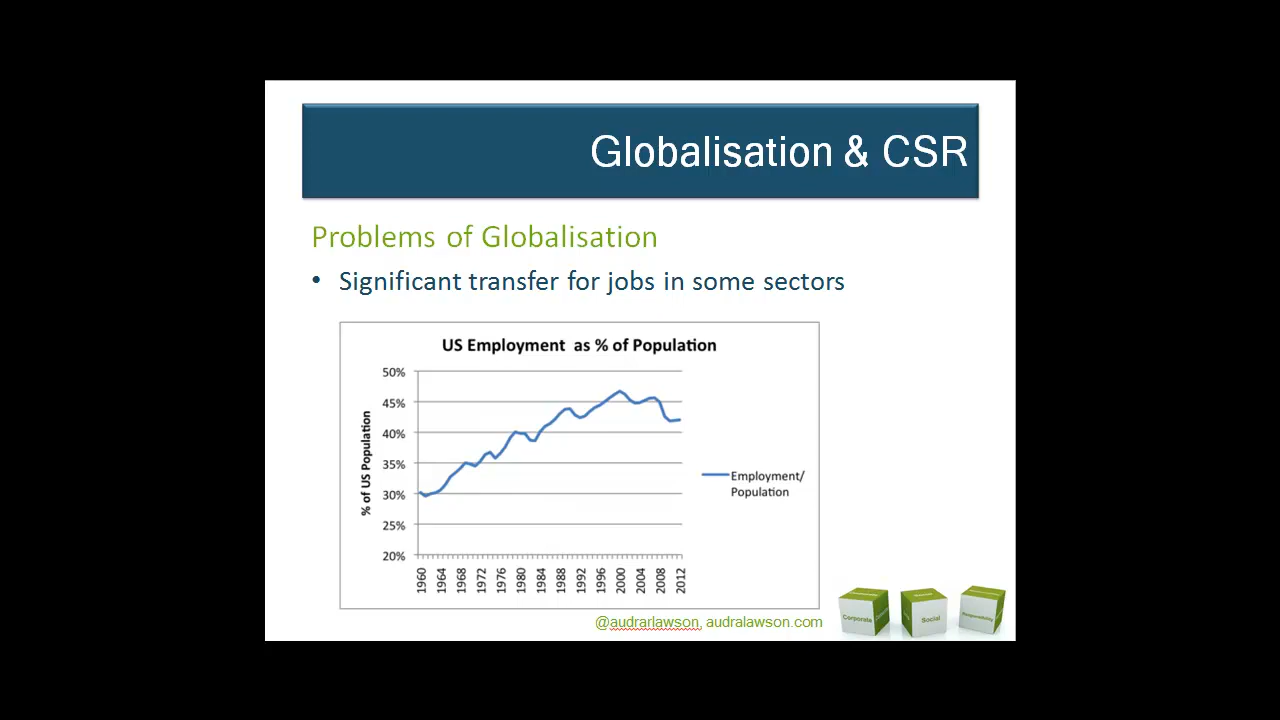 Globalisation & CSR
Problems of Globalisation
• Significant transfer for jobs in some sectors
US Employment as % of Population
50%
45%
40%
35%
30%
25%
20%
% of US Population
1960
1964
1968
1972
1976
1980
1984
1988
1992
1996
2000
2004
2008
2012
Employment/
Population
@audrarlawson, audralawson.com
Corporate
Social
Responsibility